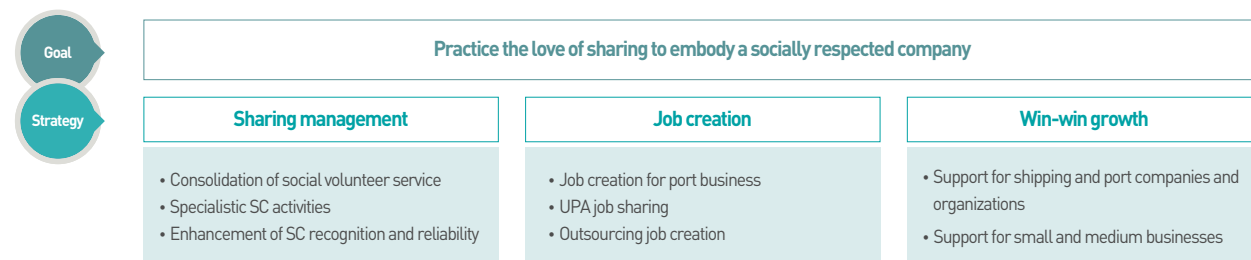 Goal
Practice the love of sharing to embody a socially respected company
Strategy
Sharing management
• Consolidation of social volunteer service
• Specialistic SC activities
• Enhancement of SC recognition and reliability
Job creation
• Job creation for port business
• UPA job sharing
• Outsourcing job creation
Win-win growth
• Support for shipping and port companies and
organizations
• Support for small and medium businesses